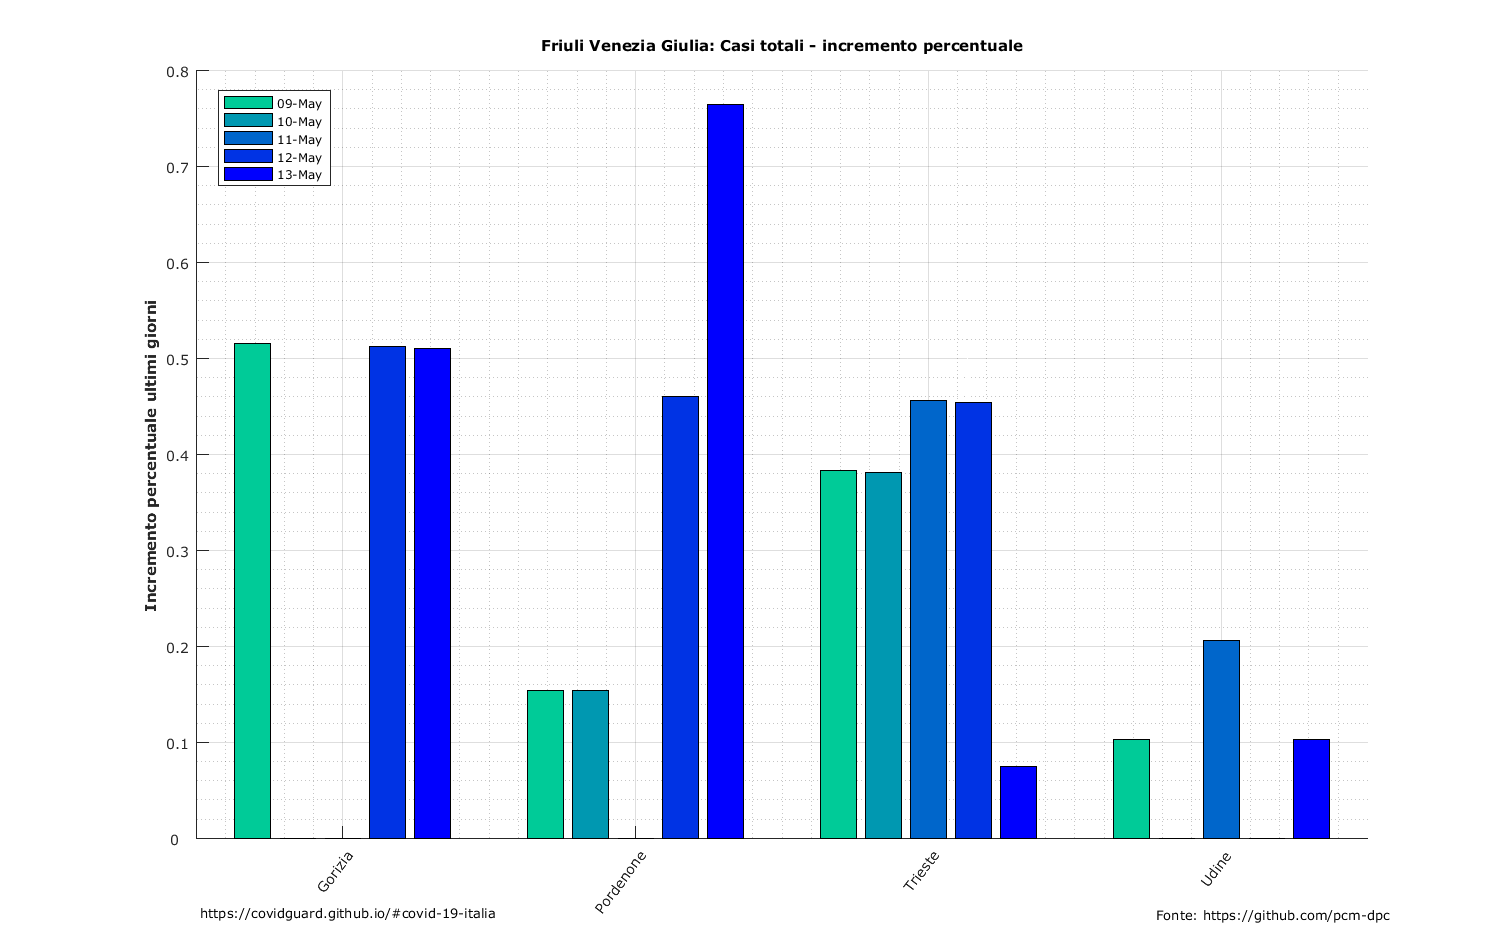 Friuli Venezia Giulia: Casi totali - incremento percentuale
0.8
0.7
0.6
0.5
0.4
0.3
0.2
0.1
0
Incremento percentuale ultimi giorni
09-May
10-May
11-May
12-May
13-May
Gorizia
Pordenone
Trieste
Udine
https://covidguard.github.io/#covid-19-italia
Fonte: https://github.com/pcm-dpc